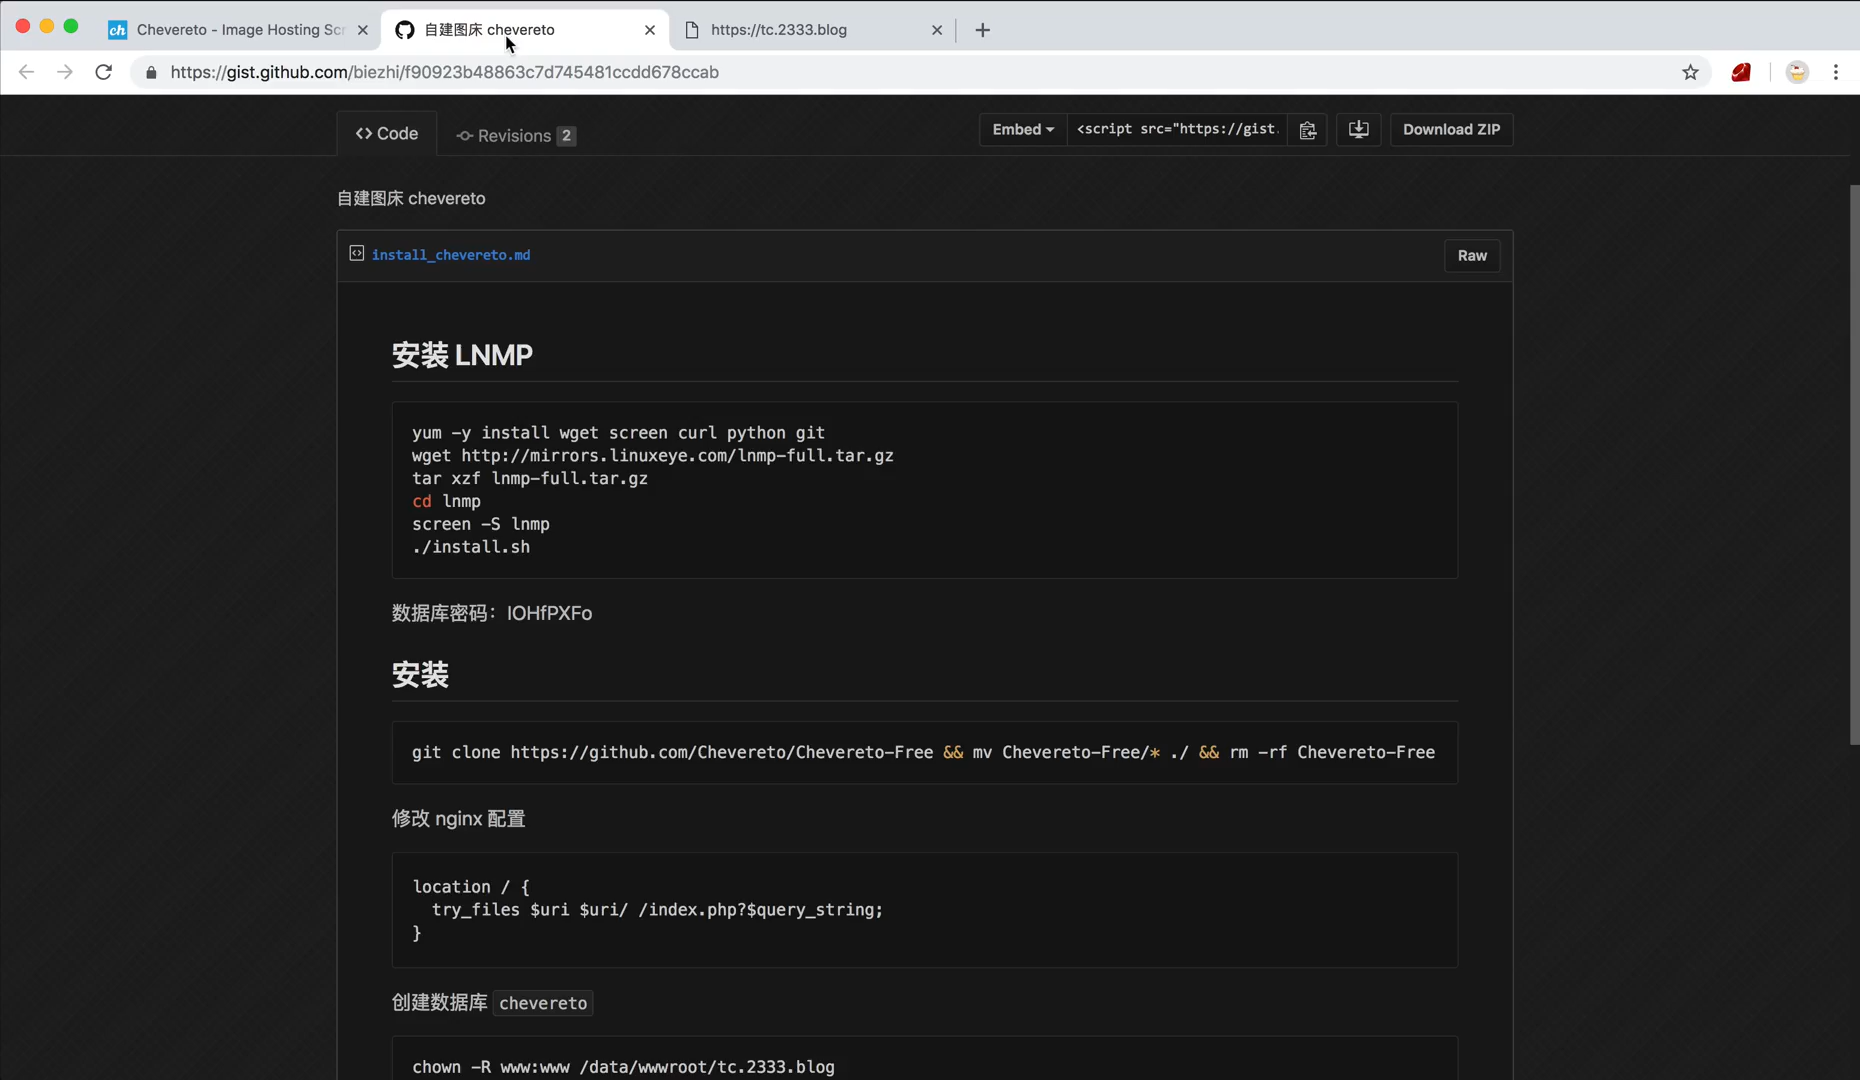 Chevereto - Image Hosting Scr
自建图床 chevereto
https://tc.2333.blog
https://gist.github.com/biezhi/f90923b48863c7d745481ccdd678ccab
Code
Revisions 2
Embed
<script src="https://gist.
Download ZIP
自建图床 chevereto
install_chevereto.md
Raw
安装 LNMP
yum -y install wget screen curl python git
wget http://mirrors.linuxeye.com/lnmp-full.tar.gz
tar xzf lnmp-full.tar.gz
cd lnmp
screen -S lnmp
./install.sh
数据库密码：IOHfPXFo
安装
git clone https://github.com/Chevereto/Chevereto-Free && mv Chevereto-Free/* ./ && rm -rf Chevereto-Free
修改 nginx 配置
location / {
try_files $uri $uri/ /index.php?$query_string;
}
创建数据库 chevereto
chown -R www:www /data/wwwroot/tc.2333.blog